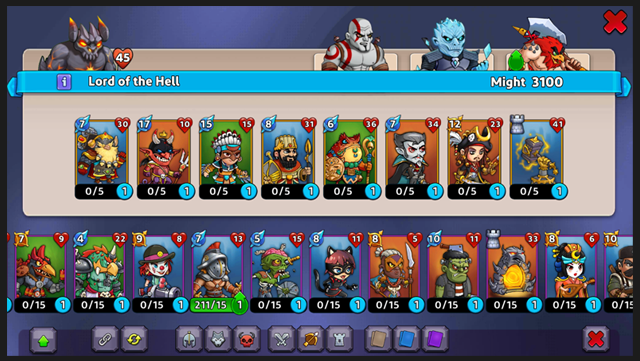 45
Lord of the Hell
Might 3100
7 30 17 10 15 15 8 31 6 36 7 34 12 23 41
0/5 1 0/5 1 0/5 1 0/5 1 0/5 1 0/5 1 0/5 1 0/5 1
7 9 4 22 9 8 7 13 5 15 8 11 8 5 10 11 33 8 6 10
0/15 1 0/15 1 0/15 1 211/15 1 0/15 1 0/15 1 0/15 1 0/15 1 0/15 1 0/15 1 0/15